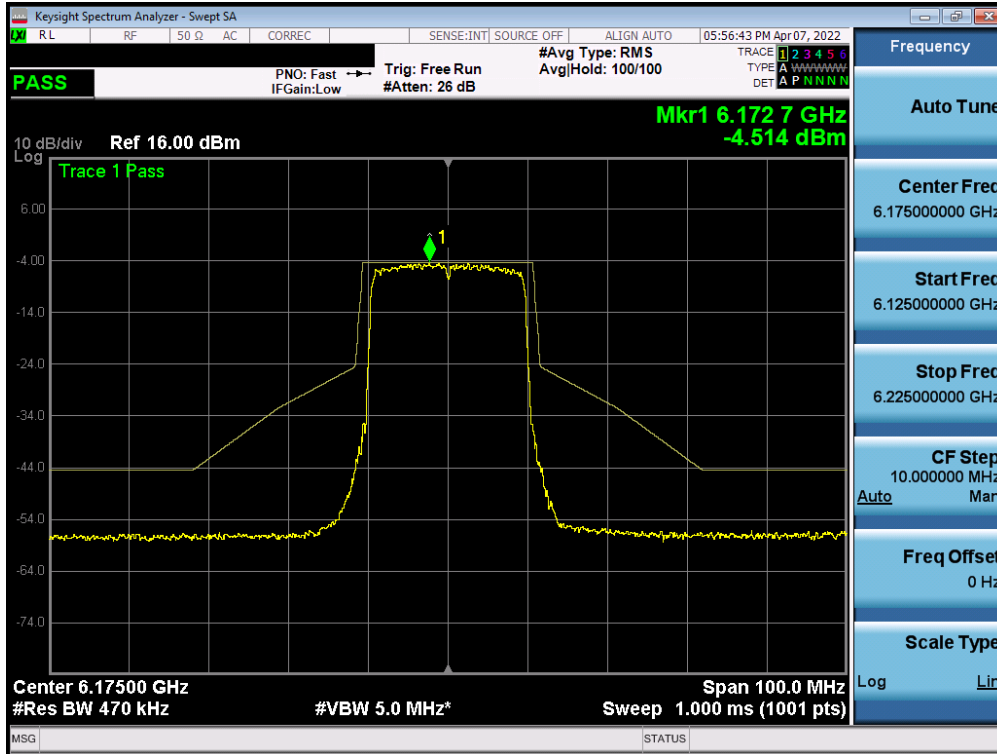 Keysight Spectrum Analyzer - Swept SA
LXI RL RF 50 Ω AC CORREC SENSE:INT SOURCE OFF ALIGN AUTO 05:56:43 PM Apr 07, 2022
Frequency
#Avg Type: RMS
TRACE 1 2 3 4 5 6
PNO: Fast
Trig: Free Run
Avg|Hold: 100/100
TYPE A WWWWW
PASS
IFGain:Low
#Atten: 26 dB
DET A P N N N N
Auto Tune
Mkr1 6.172 7 GHz
-4.514 dBm
10 dB/div
Ref 16.00 dBm
Log
Trace 1 Pass
6.00
-4.00
-14.0
-24.0
-34.0
-44.0
-54.0
-64.0
-74.0
1
Center Freq
6.175000000 GHz
Start Freq
6.125000000 GHz
Stop Freq
6.225000000 GHz
CF Step
10.000000 MHz
Auto Man
Freq Offset
0 Hz
Scale Type
Log Lin
Center 6.17500 GHz
Span 100.0 MHz
#Res BW 470 kHz
#VBW 5.0 MHz*
Sweep 1.000 ms (1001 pts)
MSG
STATUS